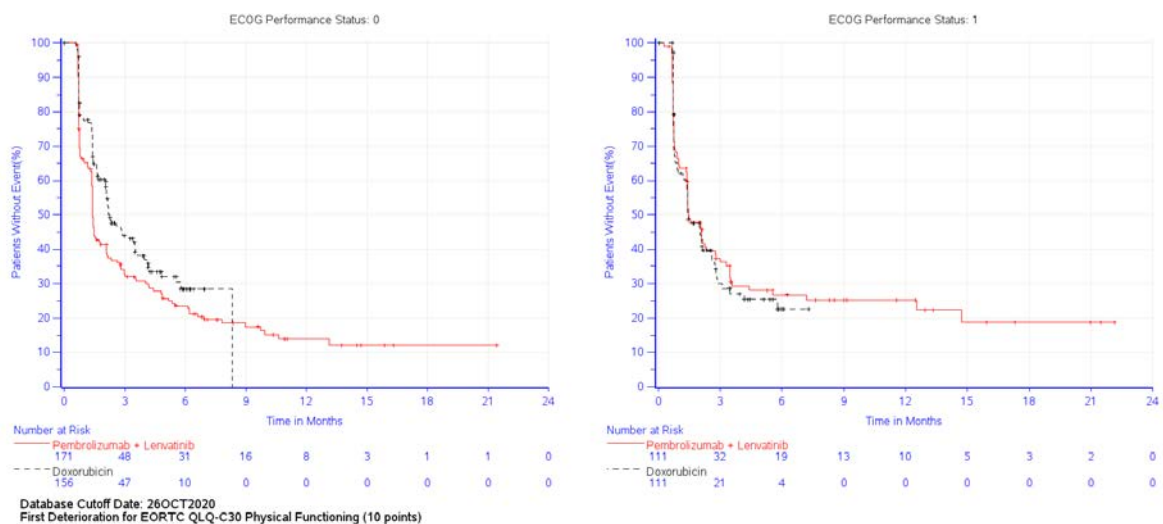 ECOG Performance Status: 0
100
90
80
70
60
50
40
30
20
10
0
Patients Without Event(%)
0 3 6 9 12 15 18 21 24
Time in Months
Number at Risk
Pembrolizumab + Lenvatinib
171 48 31 16 8 3 1 1 0
Doxorubicin
156 47 10 0 0 0 0 0 0
ECOG Performance Status: 1
100
90
80
70
60
50
40
30
20
10
0
Patients Without Event(%)
0 3 6 9 12 15 18 21 24
Time in Months
Number at Risk
Pembrolizumab + Lenvatinib
111 32 19 13 10 5 3 2 0
Doxorubicin
111 21 4 0 0 0 0 0 0
Database Cutoff Date: 26OCT2020
First Deterioration for EORTC QLQ-C30 Physical Functioning (10 points)